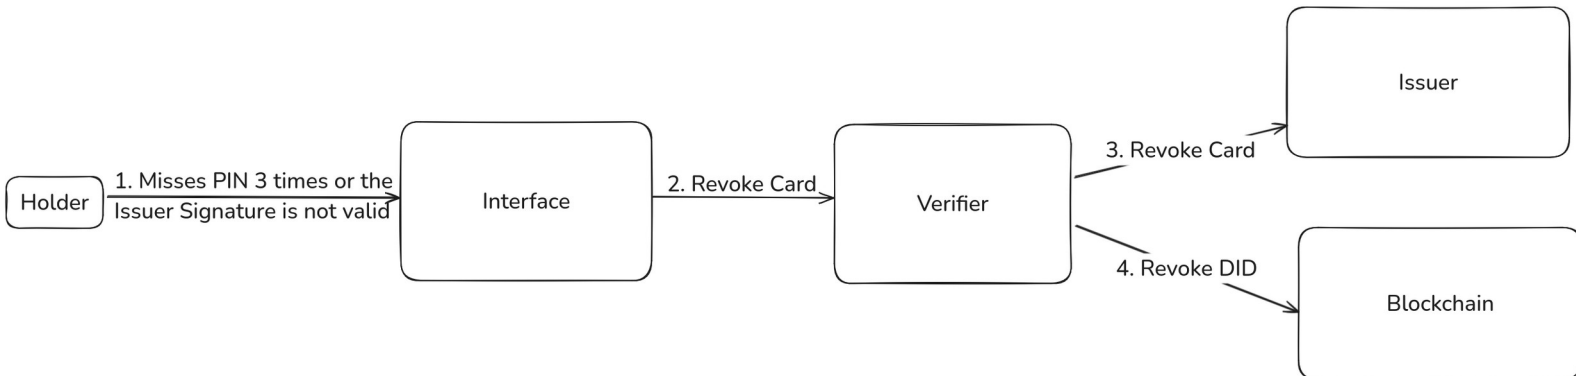 Holder
1. Misses PIN 3 times or the
Issuer Signature is not valid
Interface
2. Revoke Card
Verifier
3. Revoke Card
Issuer
4. Revoke DID
Blockchain